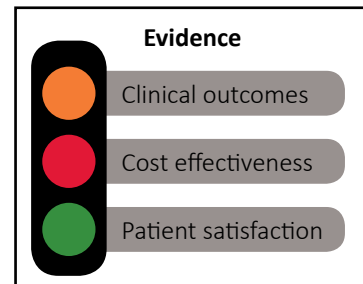 Evidence
Clinical outcomes
Cost effectiveness
Patient satisfaction